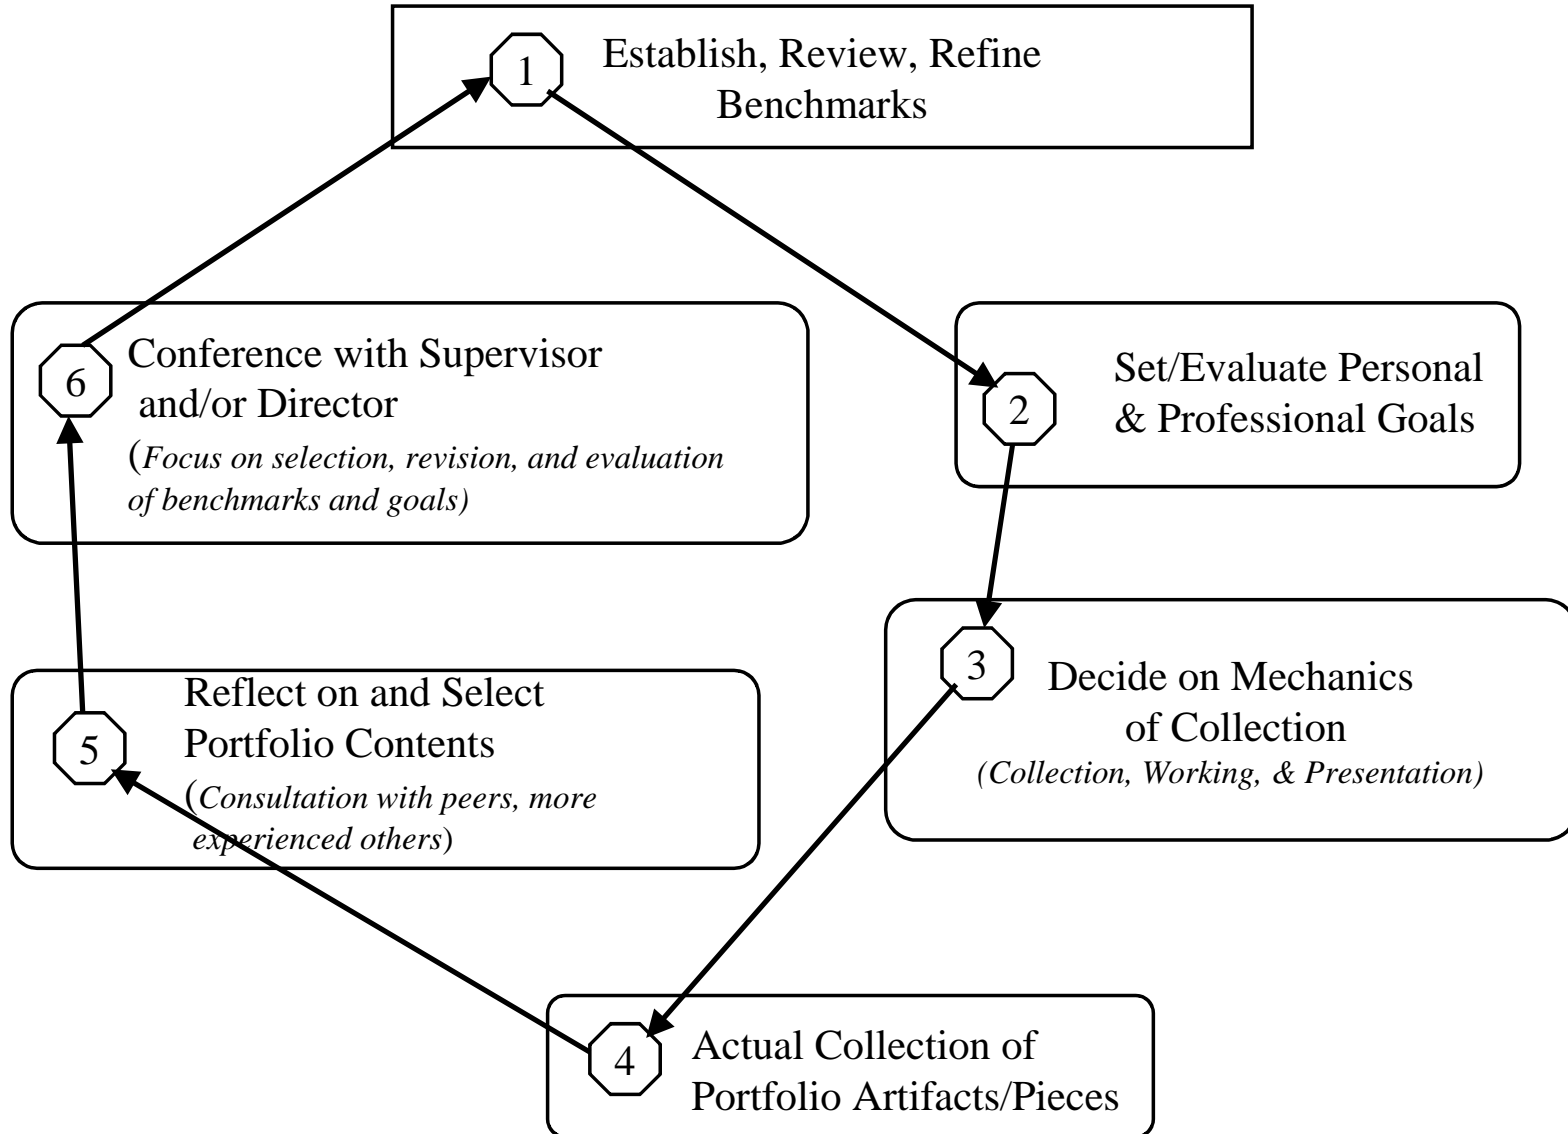 1
Establish, Review, Refine
Benchmarks
2
Set/Evaluate Personal
& Professional Goals
3
Decide on Mechanics
of Collection
(Collection, Working, & Presentation)
4
Actual Collection of
Portfolio Artifacts/Pieces
5
Reflect on and Select
Portfolio Contents
(Consultation with peers, more
experienced others)
6
Conference with Supervisor
and/or Director
(Focus on selection, revision, and evaluation
of benchmarks and goals)